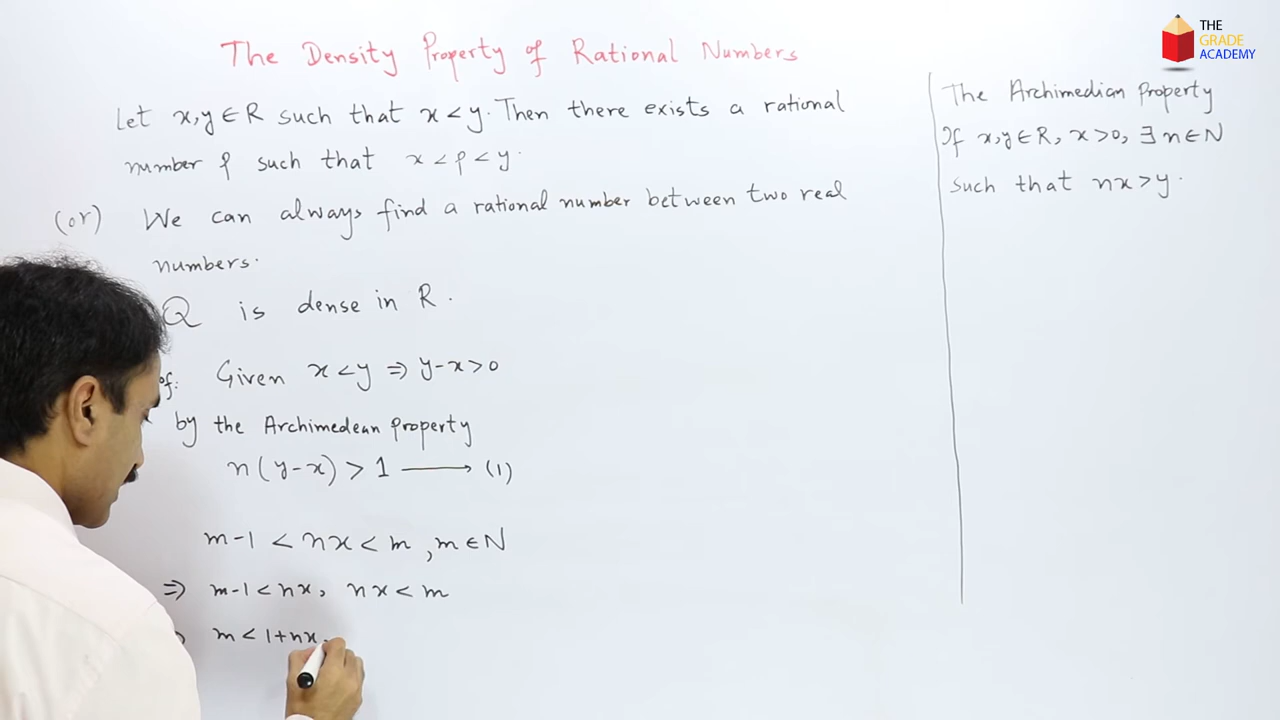 The Density Property of Rational Numbers
Let x,y ∈ R such that x < y. Then there exists a rational
number p such that x < p < y.
(or) We can always find a rational number between two real
numbers.
Q is dense in R.
of: Given x < y ⇒ y-x > 0
by the Archimedean property
n(y-x) > 1 ⟶ (1)
m-1 < nx < m, m ∈ N
⇒ m-1 < nx, nx < m
m < 1+nx
The Archimedian Property
If x,y ∈ R, x > 0, ∃ n ∈ N
such that nx > y.
THE
GRADE
ACADEMY